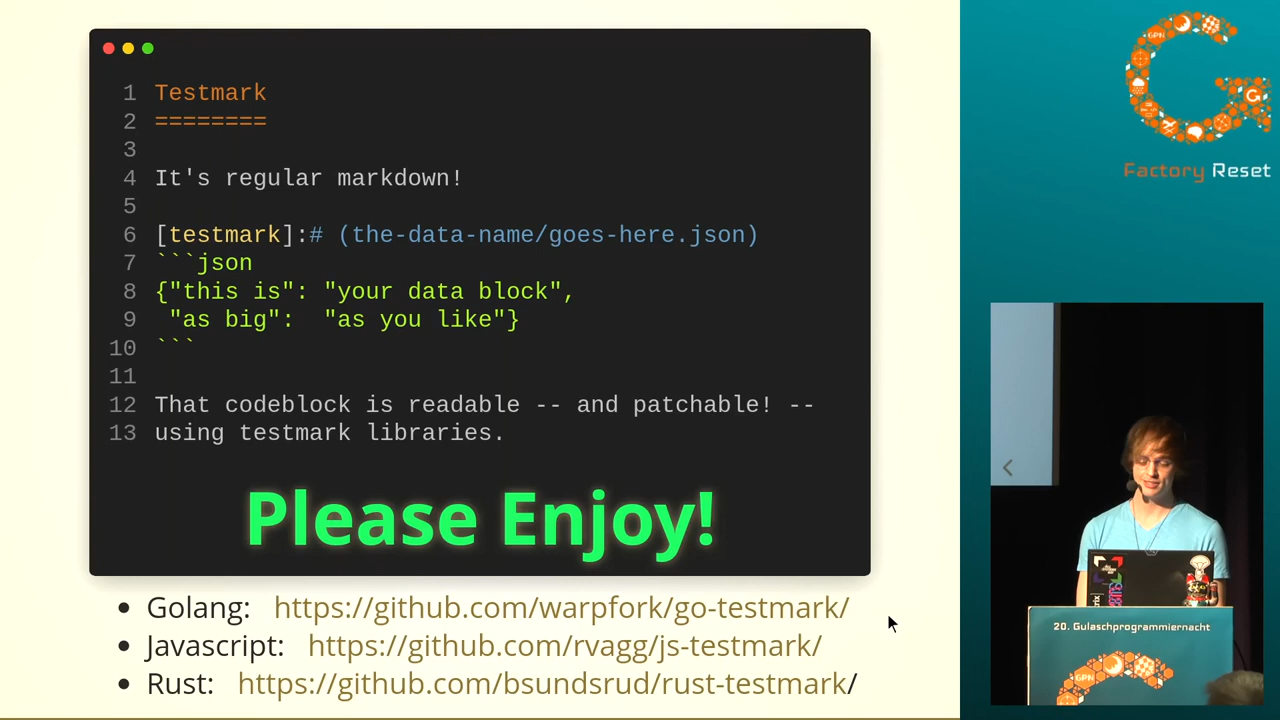 1 Testmark
2 ========
3
4 It's regular markdown!
5
6 [testmark]:# (the-data-name/goes-here.json)
7 ```json
8 {"this is": "your data block",
9  "as big":  "as you like"}
10 ```
11
12 That codeblock is readable -- and patchable! --
13 using testmark libraries.
Please Enjoy!
• Golang: https://github.com/warpfork/go-testmark/
• Javascript: https://github.com/rvagg/js-testmark/
• Rust: https://github.com/bsundsrud/rust-testmark/
GPN
Factory Reset
20. Gulaschprogrammiernacht
GPN